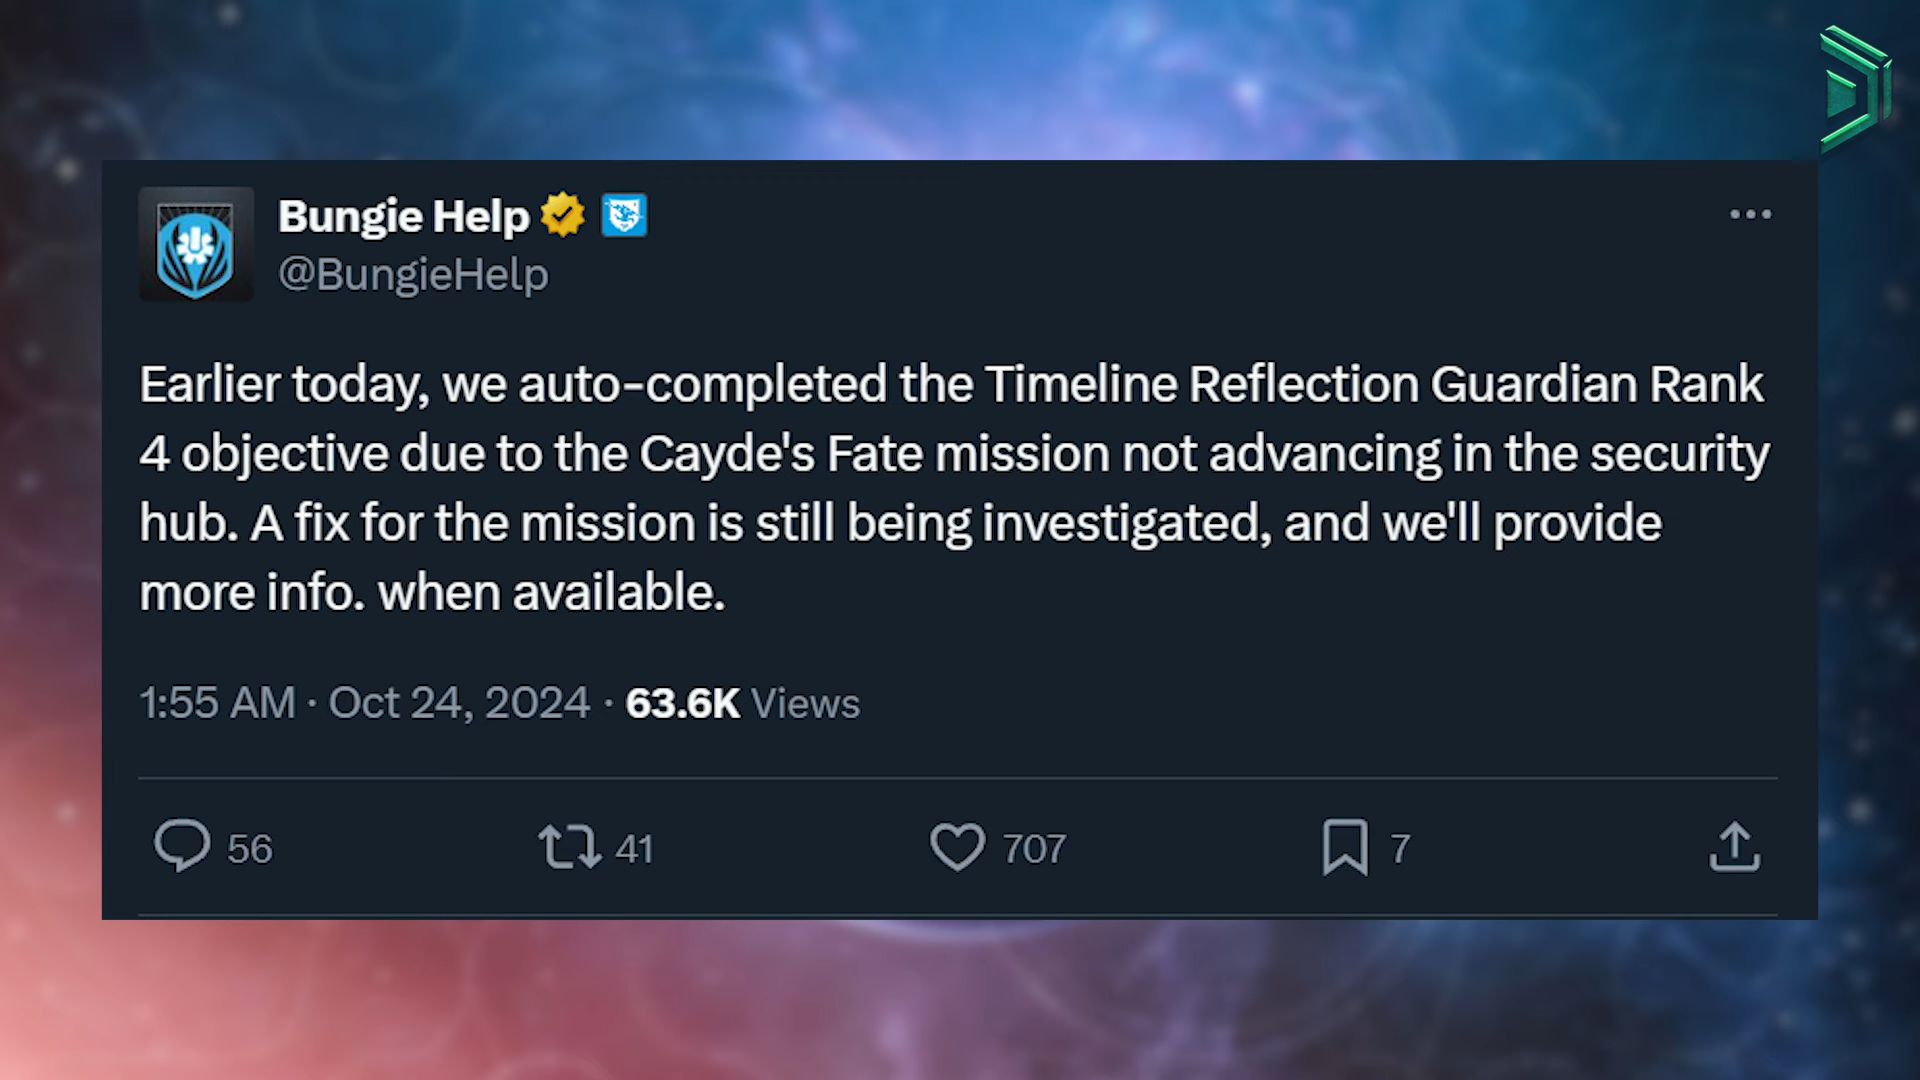 Bungie Help
@BungieHelp
Earlier today, we auto-completed the Timeline Reflection Guardian Rank
4 objective due to the Cayde's Fate mission not advancing in the security
hub. A fix for the mission is still being investigated, and we'll provide
more info. when available.
1:55 AM · Oct 24, 2024 · 63.6K Views
56 41 707 7